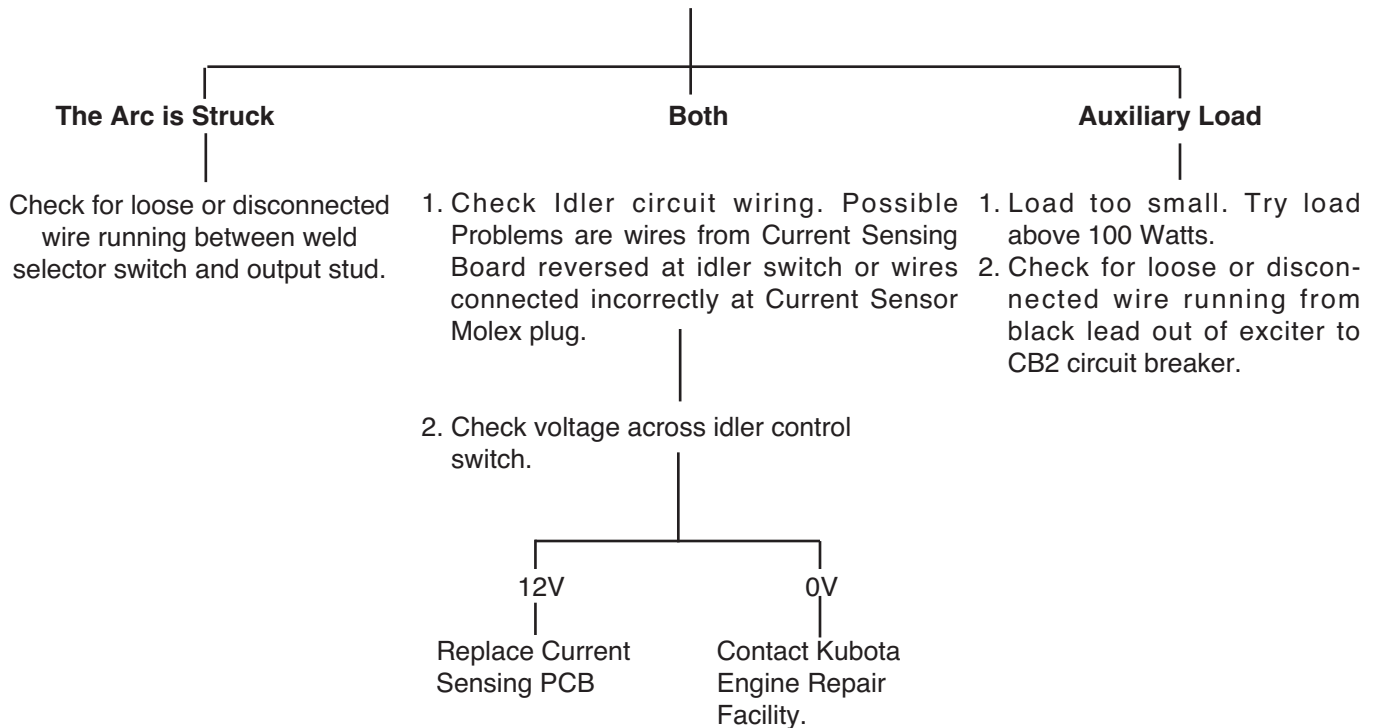 The Arc is Struck
Both
Auxiliary Load
Check for loose or disconnected
wire running between weld
selector switch and output stud.
1. Check Idler circuit wiring. Possible
Problems are wires from Current Sensing
Board reversed at idler switch or wires
connected incorrectly at Current Sensor
Molex plug.
1. Load too small. Try load
above 100 Watts.
2. Check for loose or discon-
nected wire running from
black lead out of exciter to
CB2 circuit breaker.
2. Check voltage across idler control
switch.
12V
0V
Replace Current
Sensing PCB
Contact Kubota
Engine Repair
Facility.